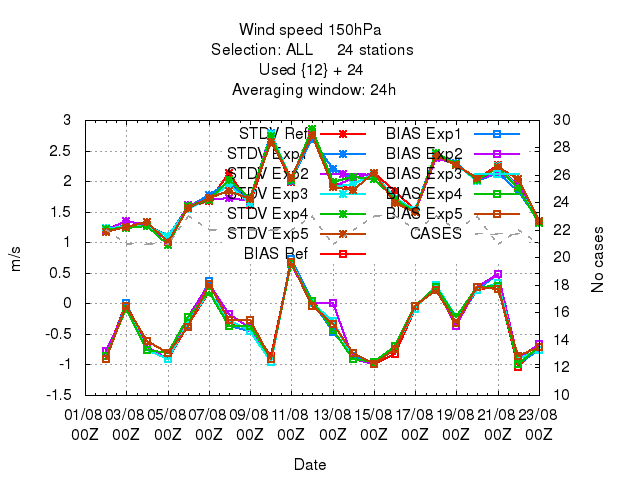 Wind speed 150hPa
Selection: ALL 24 stations
Used {12} + 24
Averaging window: 24h
3
2.5
2
1.5
1
0.5
0
-0.5
-1
-1.5
m/s
STDV Ref
STDV Exp1
STDV Exp2
STDV Exp3
STDV Exp4
STDV Exp5
BIAS Ref
BIAS Exp1
BIAS Exp2
BIAS Exp3
BIAS Exp4
BIAS Exp5
CASES
30
28
26
24
22
20
18
16
14
12
10
No cases
01/08 03/08 05/08 07/08 09/08 11/08 13/08 15/08 17/08 19/08 21/08 23/08
00Z 00Z 00Z 00Z 00Z 00Z 00Z 00Z 00Z 00Z 00Z 00Z
Date